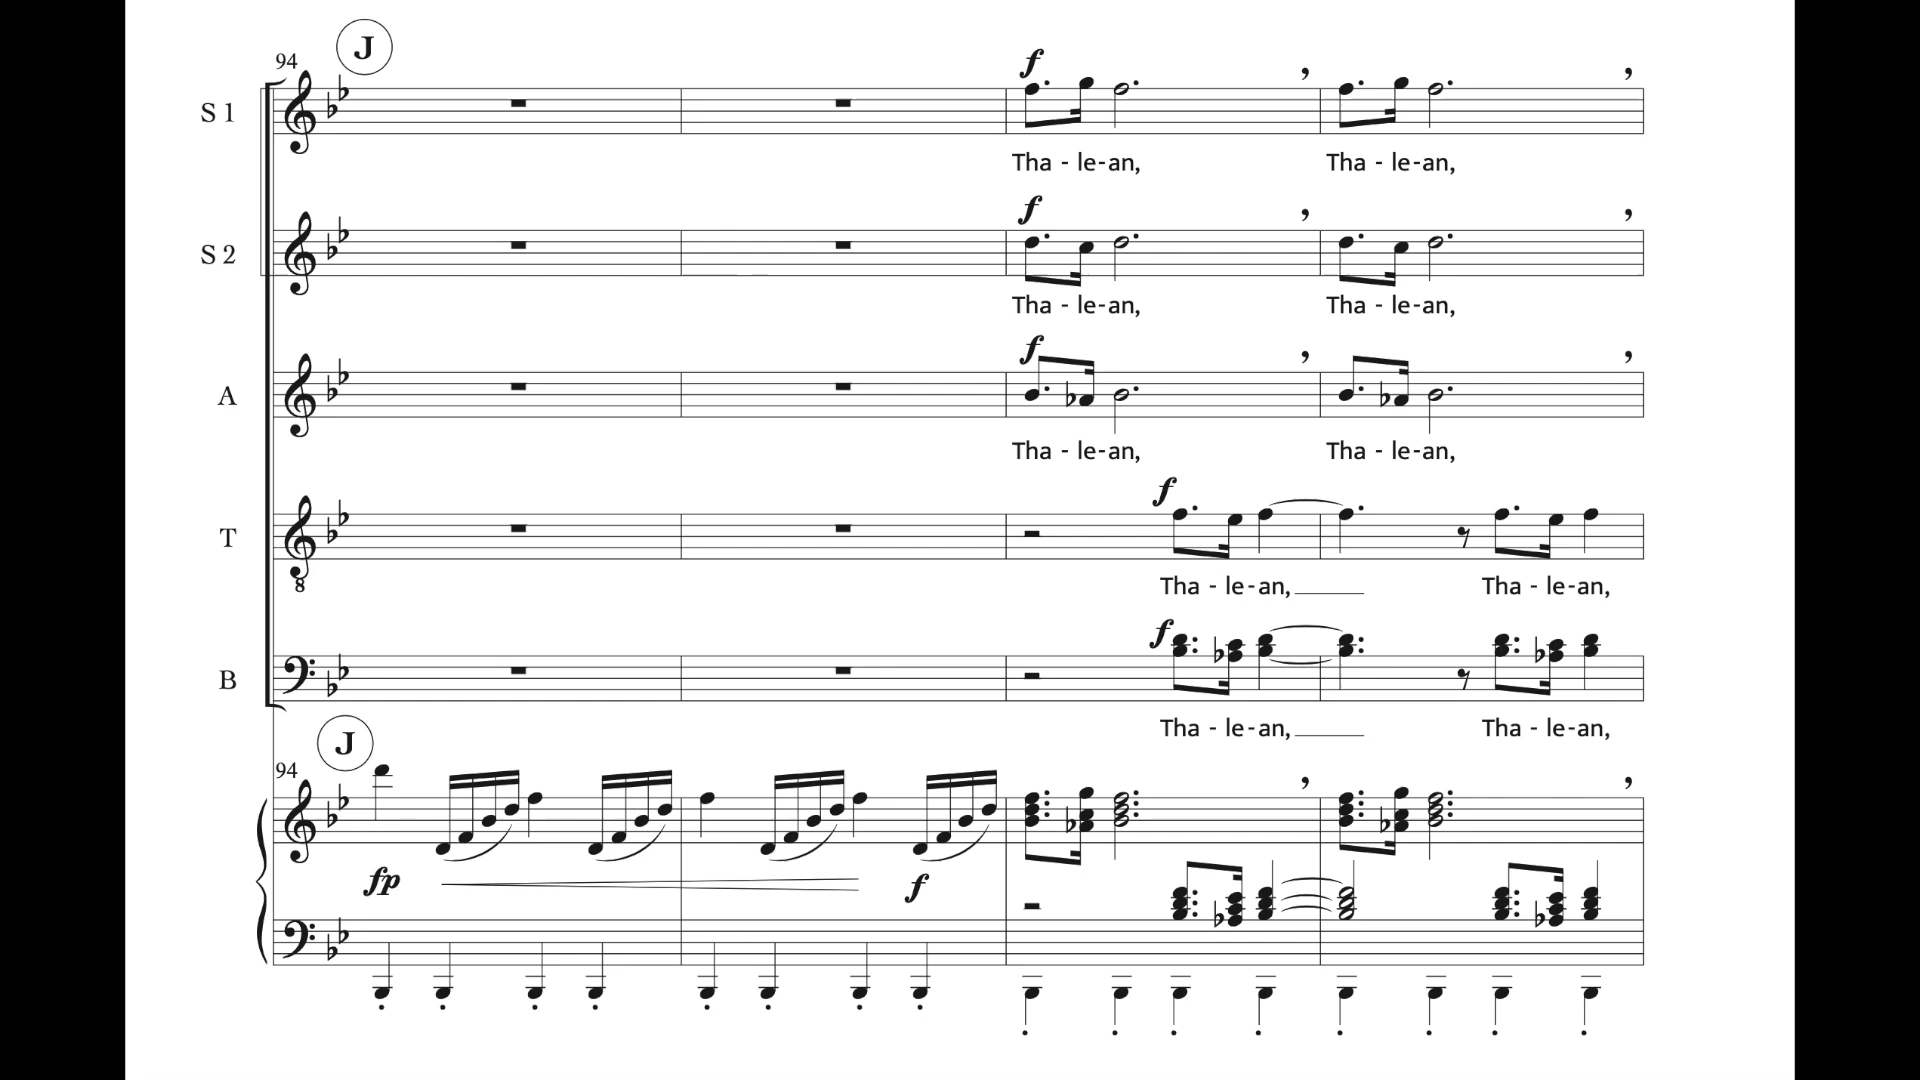 J
94
f
S 1
Tha - le-an, Tha - le-an,
f
S 2
Tha - le-an, Tha - le-an,
f
A
Tha - le-an, Tha - le-an,
f
T
8
Tha - le-an, Tha - le-an,
f
B
Tha - le-an, Tha - le-an,
J
94
fp f